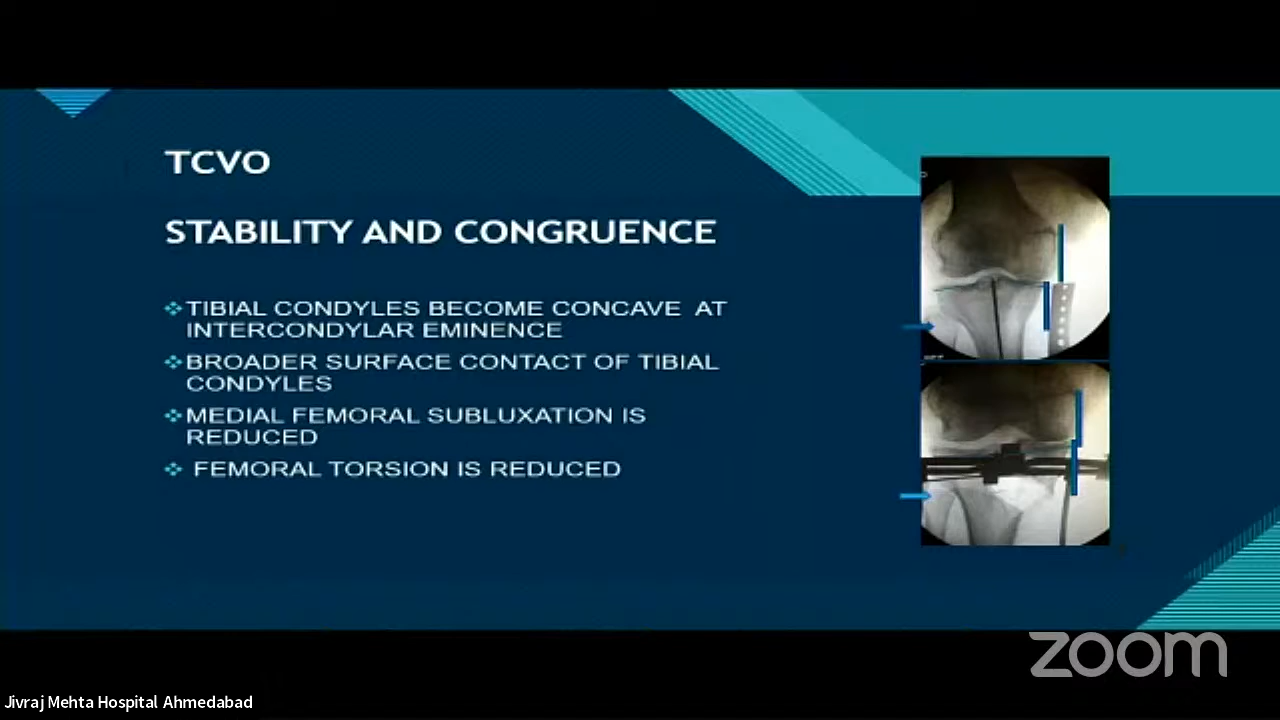 TCVO
STABILITY AND CONGRUENCE
❖TIBIAL CONDYLES BECOME CONCAVE AT
INTERCONDYLAR EMINENCE
❖BROADER SURFACE CONTACT OF TIBIAL
CONDYLES
❖MEDIAL FEMORAL SUBLUXATION IS
REDUCED
❖ FEMORAL TORSION IS REDUCED
zoom
Jivraj Mehta Hospital Ahmedabad